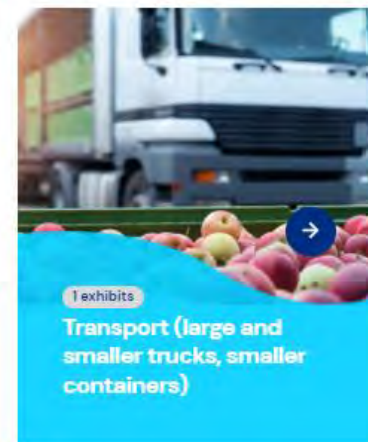 1 exhibits
Transport (large and
smaller trucks, smaller
containers)